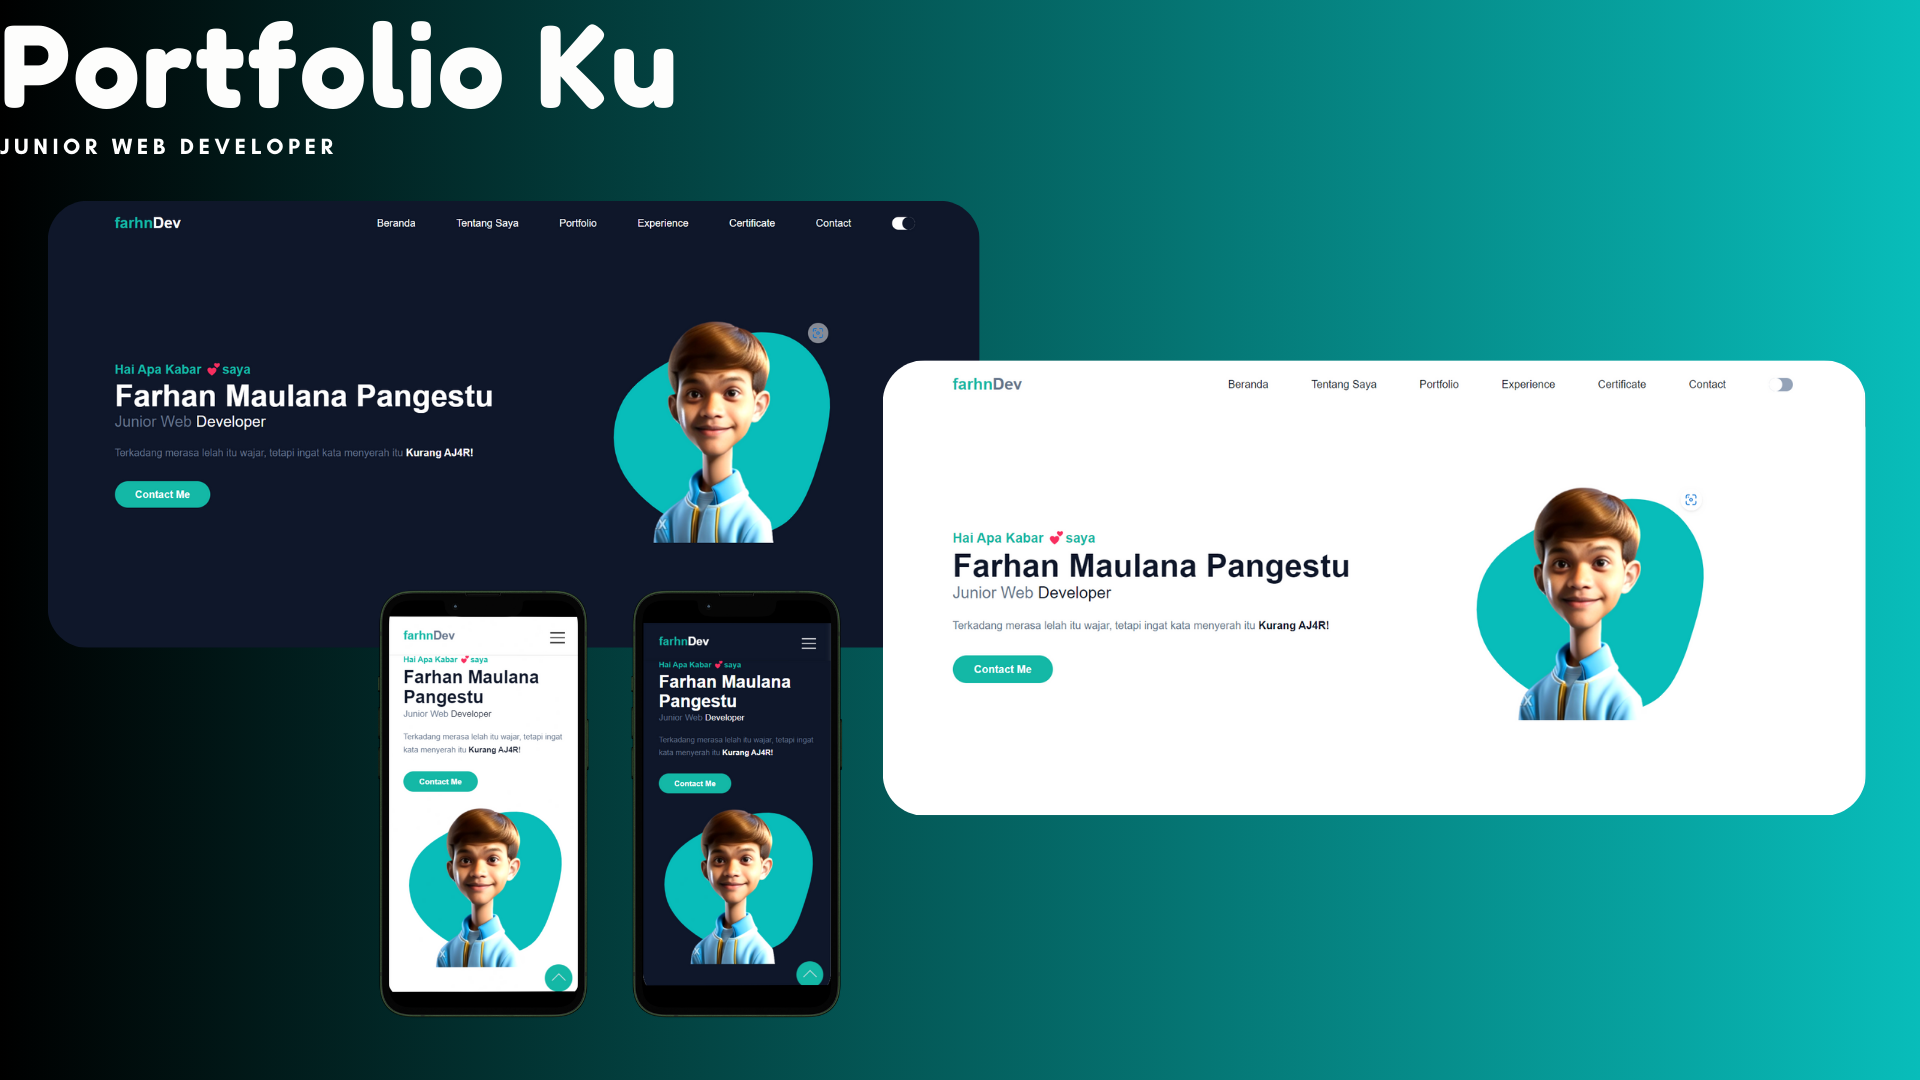 Portfolio Ku
JUNIOR WEB DEVELOPER
farhnDev
Beranda Tentang Saya Portfolio Experience Certificate Contact
Hai Apa Kabar 💕 saya
Farhan Maulana Pangestu
Junior Web Developer
Terkadang merasa lelah itu wajar, tetapi ingat kata menyerah itu Kurang AJ4R!
Contact Me
farhnDev
Beranda Tentang Saya Portfolio Experience Certificate Contact
Hai Apa Kabar 💕 saya
Farhan Maulana Pangestu
Junior Web Developer
Terkadang merasa lelah itu wajar, tetapi ingat kata menyerah itu Kurang AJ4R!
Contact Me
farhnDev
Hai Apa Kabar 💕 saya
Farhan Maulana
Pangestu
Junior Web Developer
Terkadang merasa lelah itu wajar, tetapi ingat
kata menyerah itu Kurang AJ4R!
Contact Me
farhnDev
Hai Apa Kabar 💕 saya
Farhan Maulana
Pangestu
Junior Web Developer
Terkadang merasa lelah itu wajar, tetapi ingat
kata menyerah itu Kurang AJ4R!
Contact Me